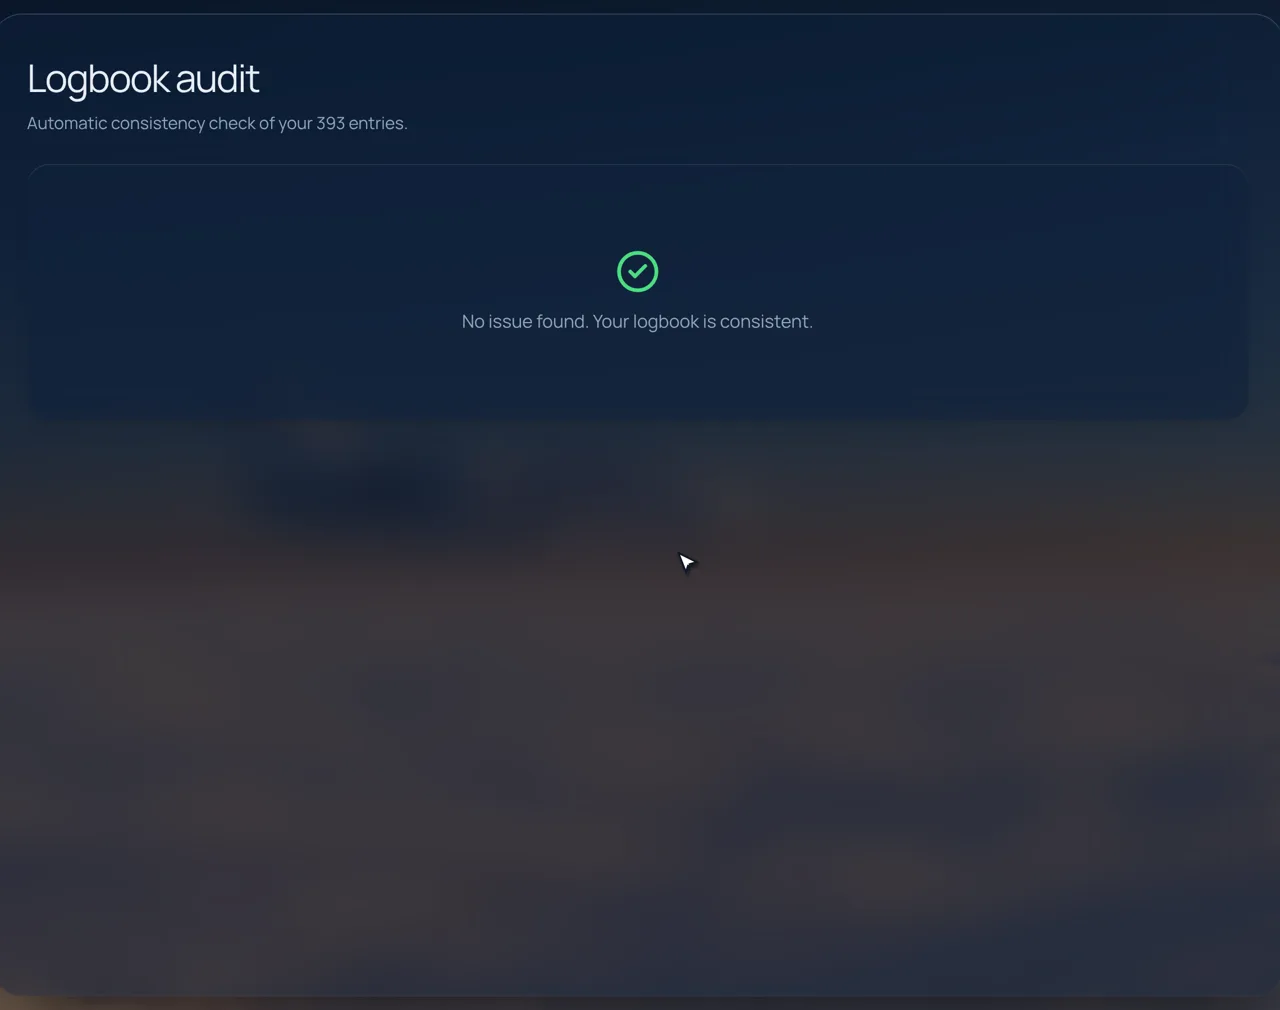 Logbook audit
Automatic consistency check of your 393 entries.
No issue found. Your logbook is consistent.